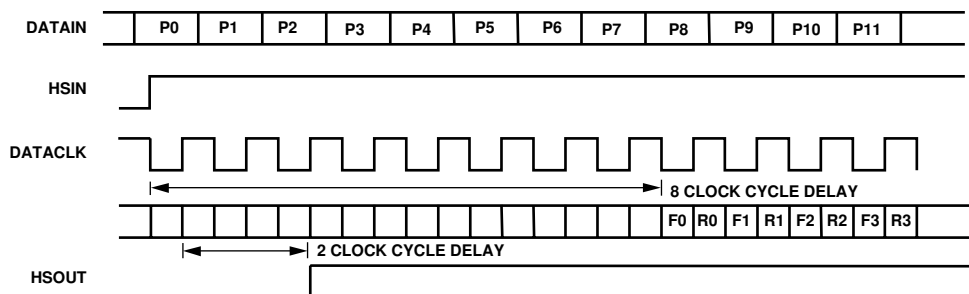 DATAIN P0 P1 P2 P3 P4 P5 P6 P7 P8 P9 P10 P11
HSIN
DATACLK
8 CLOCK CYCLE DELAY
F0 R0 F1 R1 F2 R2 F3 R3
2 CLOCK CYCLE DELAY
HSOUT